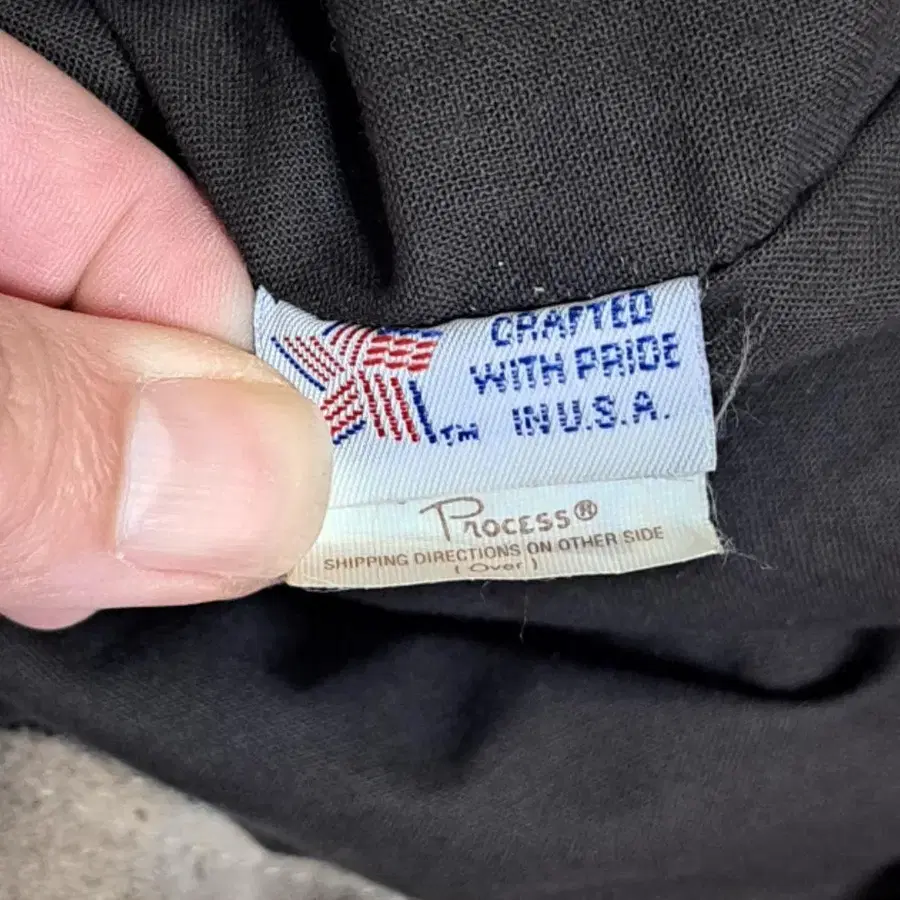 CRAFTED
WITH PRIDE
IN U.S.A.
TM
Process®
SHIPPING DIRECTIONS ON OTHER SIDE
(Over)